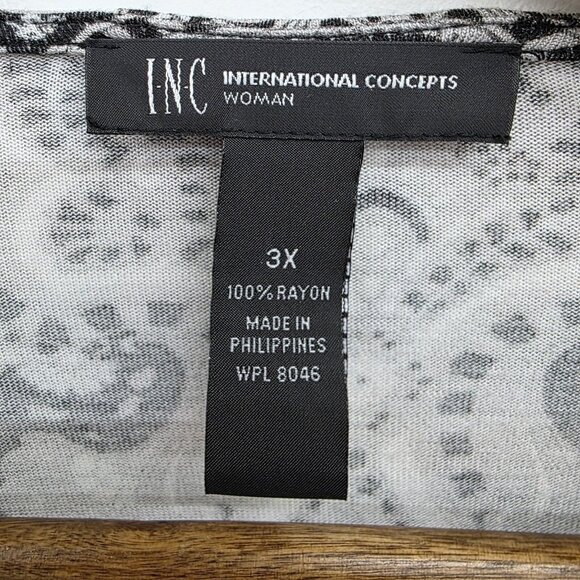 I·N·C INTERNATIONAL CONCEPTS
WOMAN
3X
100% RAYON
MADE IN
PHILIPPINES
WPL 8046